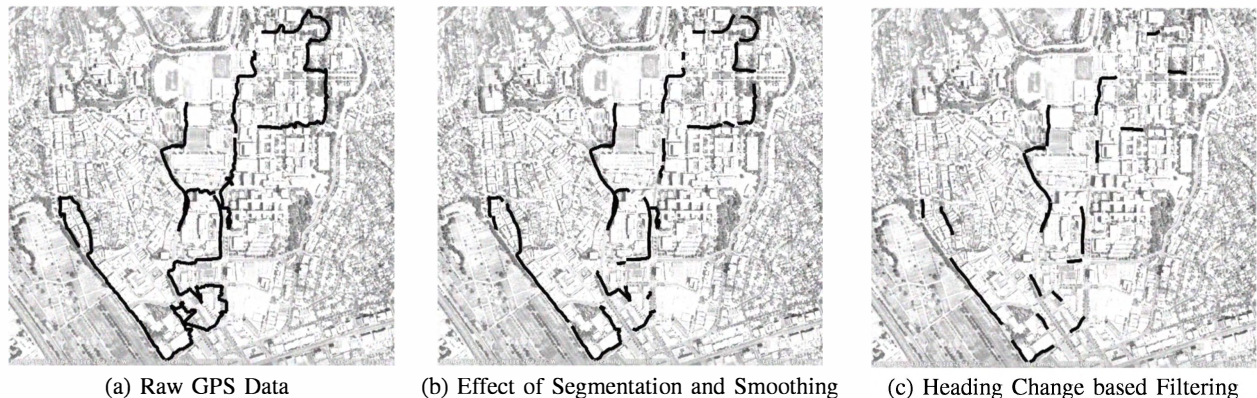 (a) Raw GPS Data
(b) Effect of Segmentation and Smoothing
(c) Heading Change based Filtering